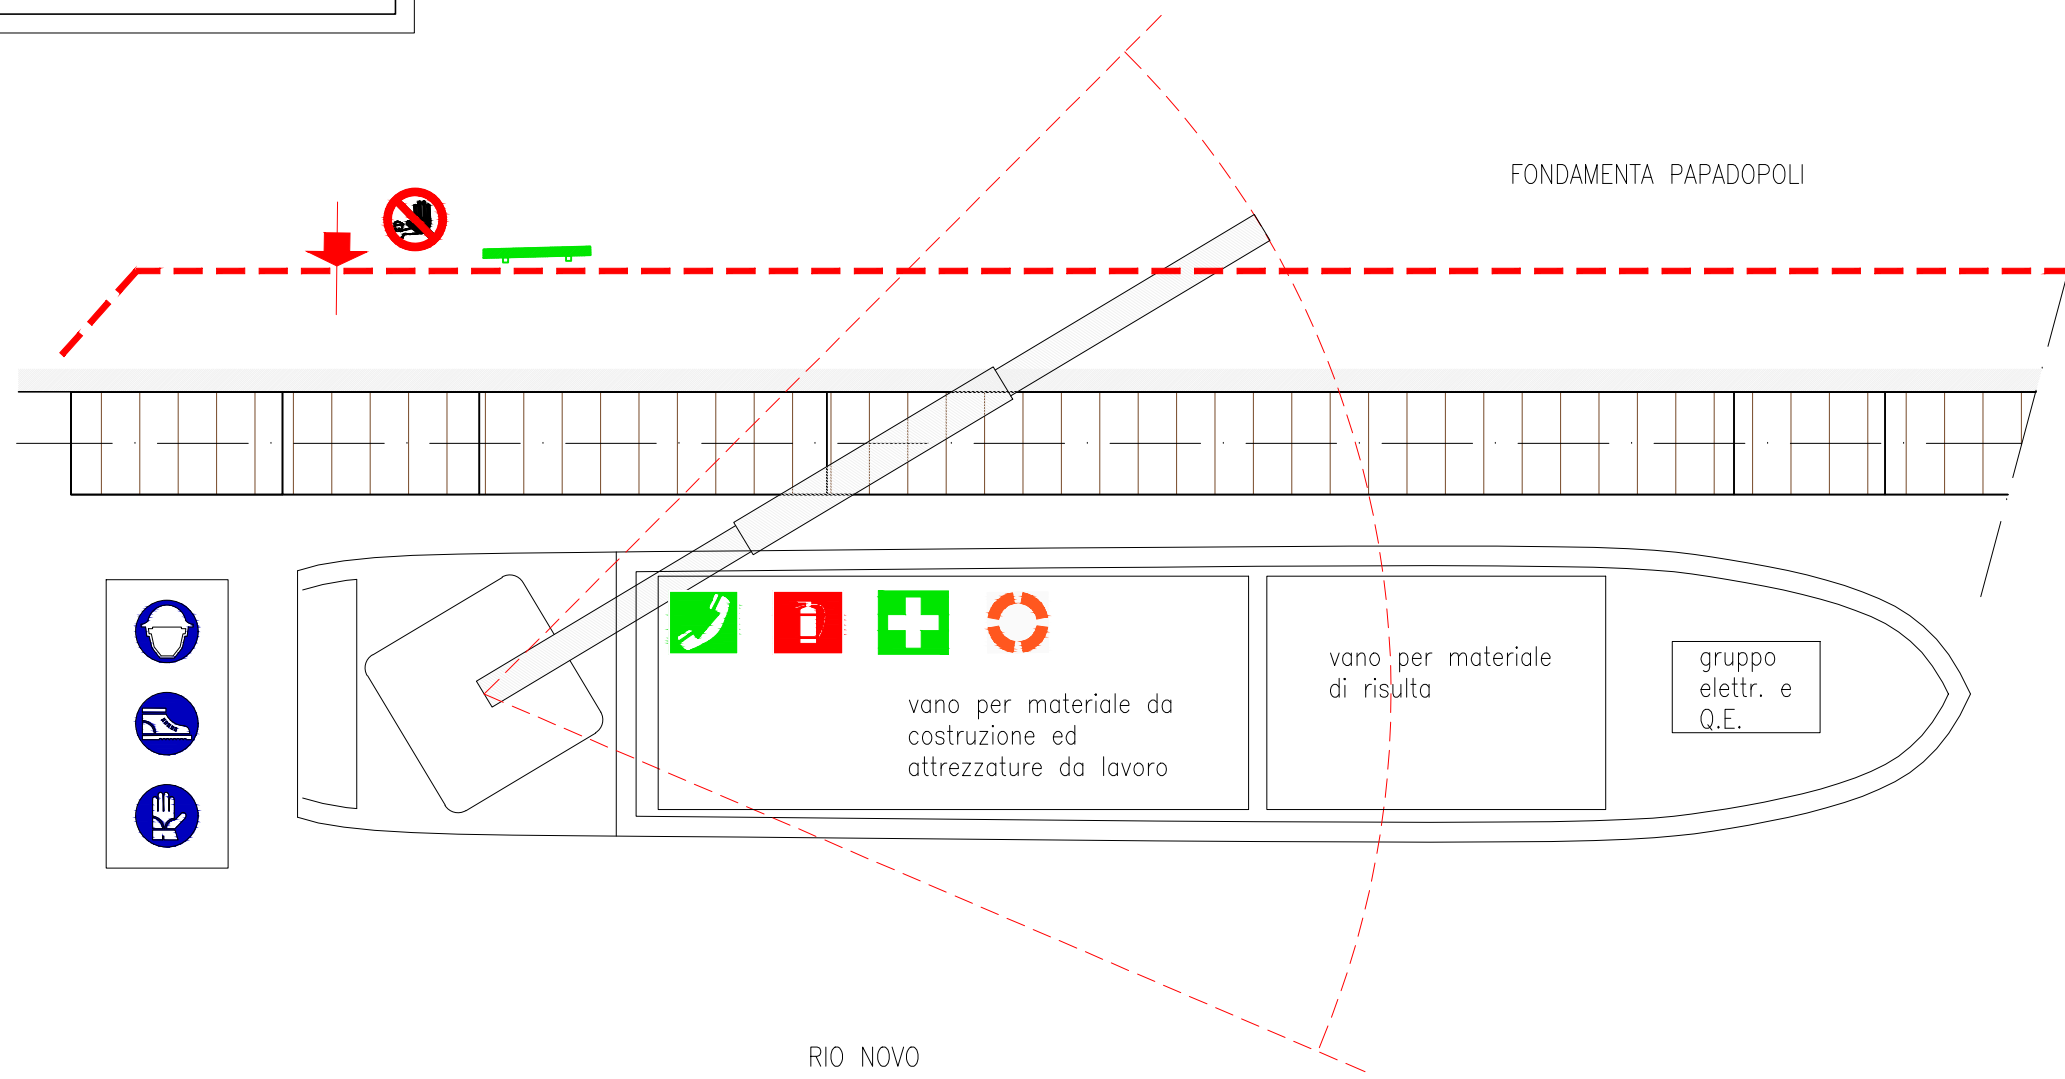 FONDAMENTA PAPADOPOLI
vano per materiale da
costruzione ed
attrezzature da lavoro
vano per materiale
di risulta
gruppo
elettr. e
Q.E.
RIO NOVO